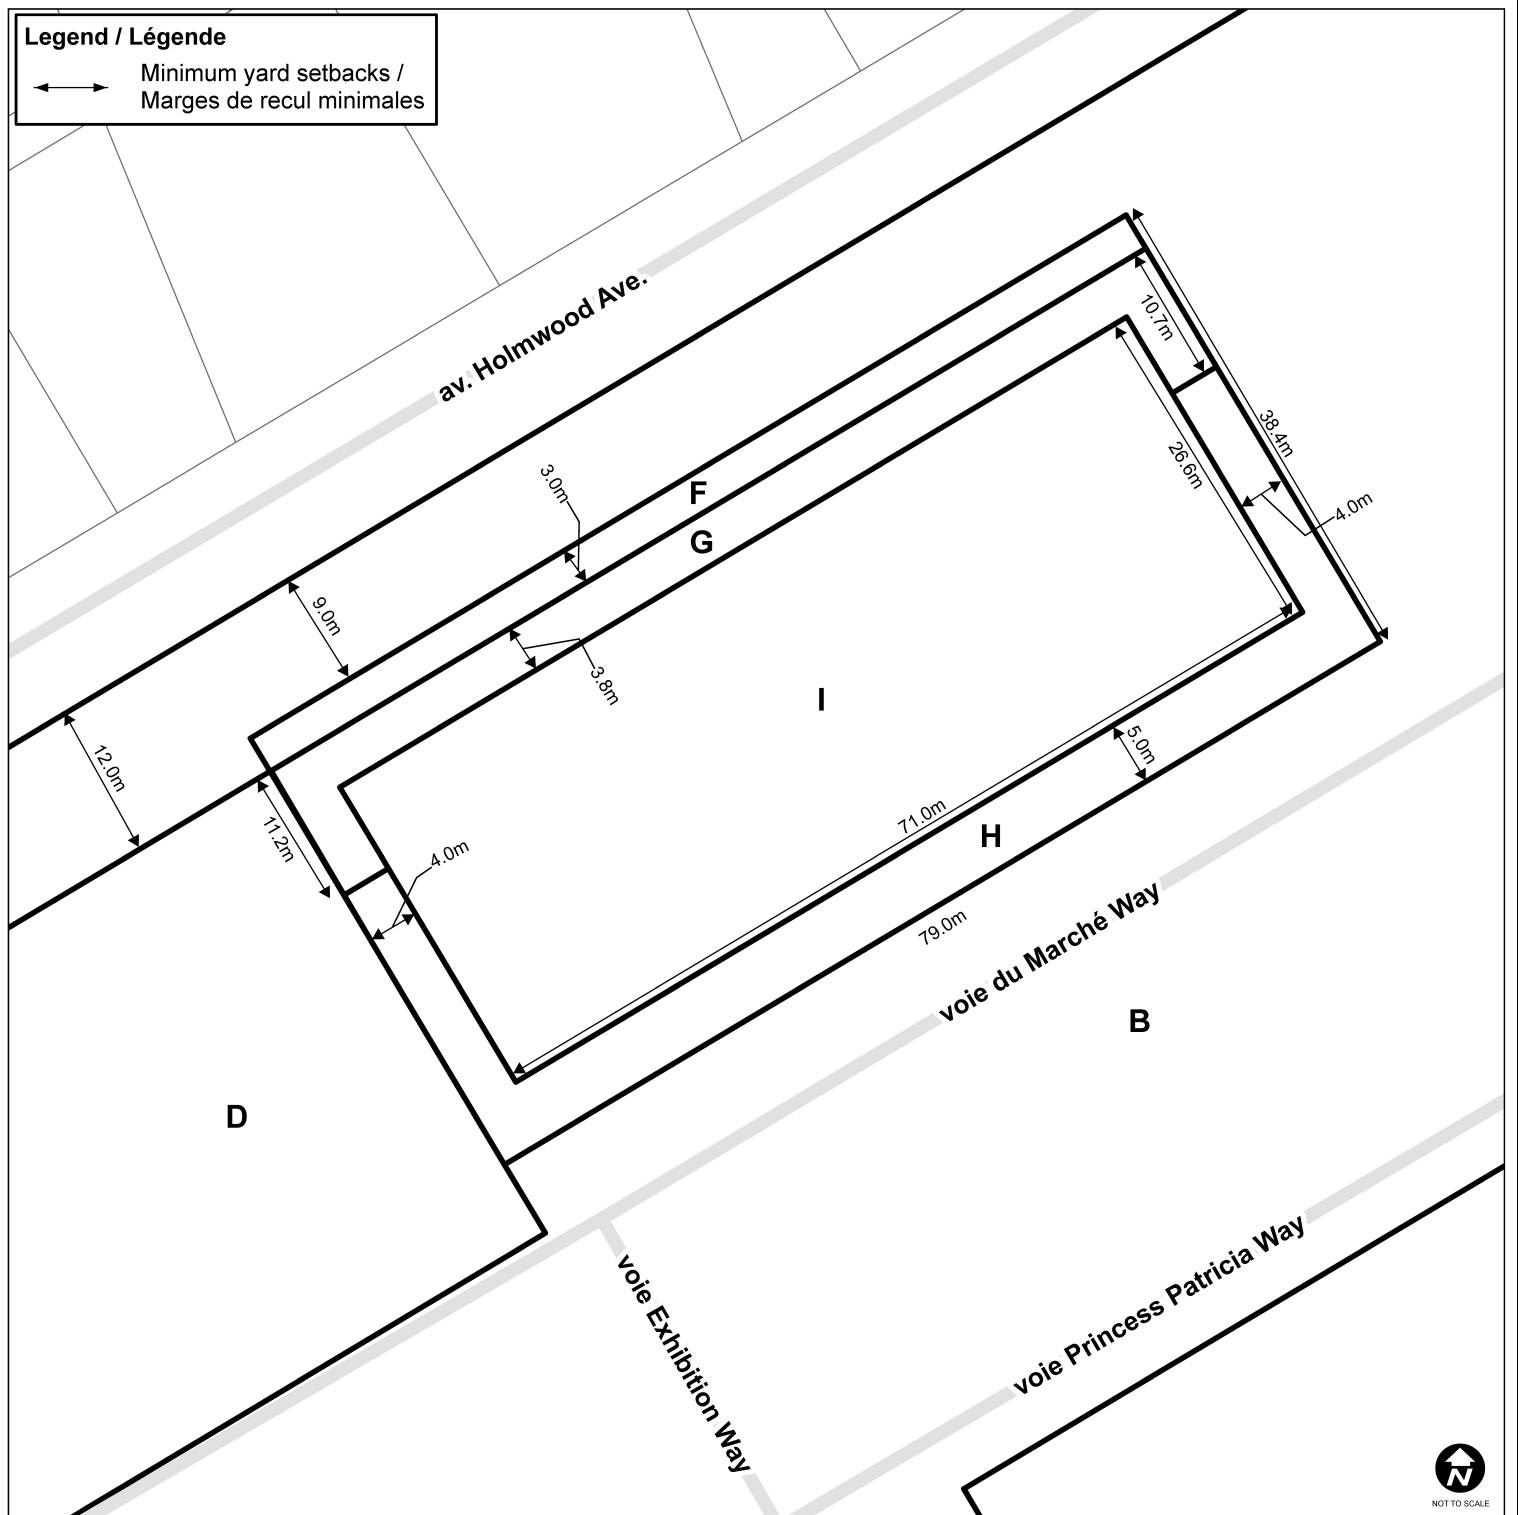 Legend / Légende
Minimum yard setbacks /
Marges de recul minimales
av. Holmwood Ave.
10.7m
38.4m
26.6m
4.0m
3.0m
F
G
9.0m
3.8m
I
12.0m
5.0m
11.2m
71.0m
H
4.0m
79.0m
voie du Marché Way
B
D
voie Princess Patricia Way
voie Exhibition Way
N
NOT TO SCALE